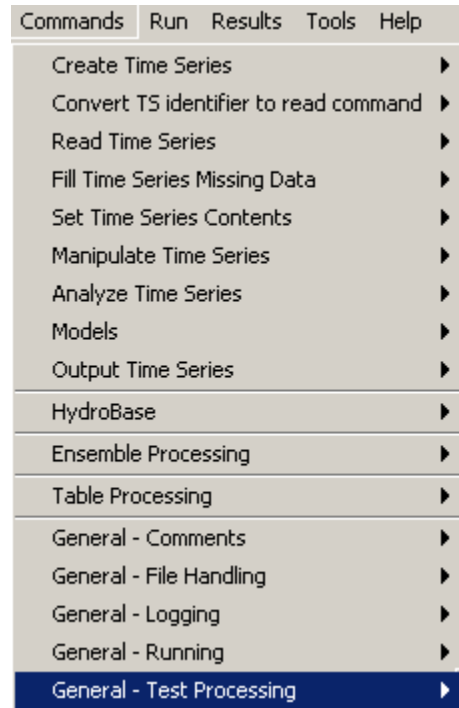 Commands Run Results Tools Help
Create Time Series
Convert TS identifier to read command
Read Time Series
Fill Time Series Missing Data
Set Time Series Contents
Manipulate Time Series
Analyze Time Series
Models
Output Time Series
HydroBase
Ensemble Processing
Table Processing
General - Comments
General - File Handling
General - Logging
General - Running
General - Test Processing